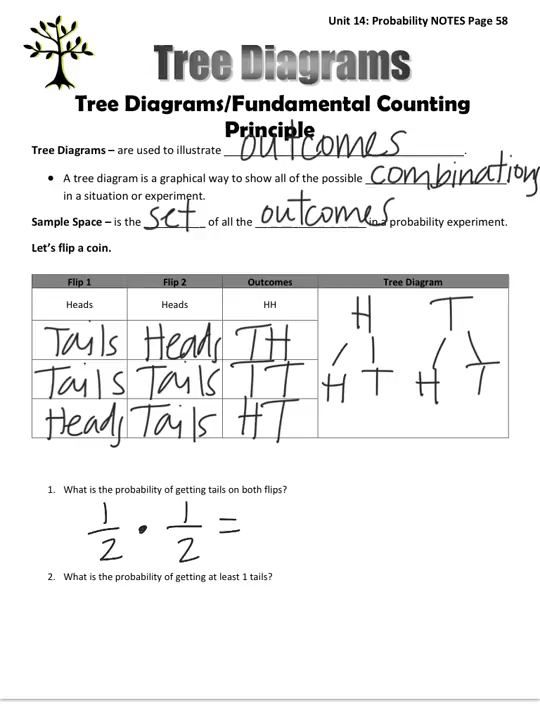 Unit 14: Probability NOTES Page 58
Tree Diagrams
Tree Diagrams/Fundamental Counting
Principle
Tree Diagrams – are used to illustrate outcomes.
• A tree diagram is a graphical way to show all of the possible combination
in a situation or experiment.
Sample Space – is the set of all the outcomes in a probability experiment.
Let's flip a coin.
Flip 1 Flip 2 Outcomes Tree Diagram
Heads Heads HH
Tails Heads TH
Tails Tails TT
Heads Tails HT
H T
H T H T
1. What is the probability of getting tails on both flips?
1/2 · 1/2 =
2. What is the probability of getting at least 1 tails?